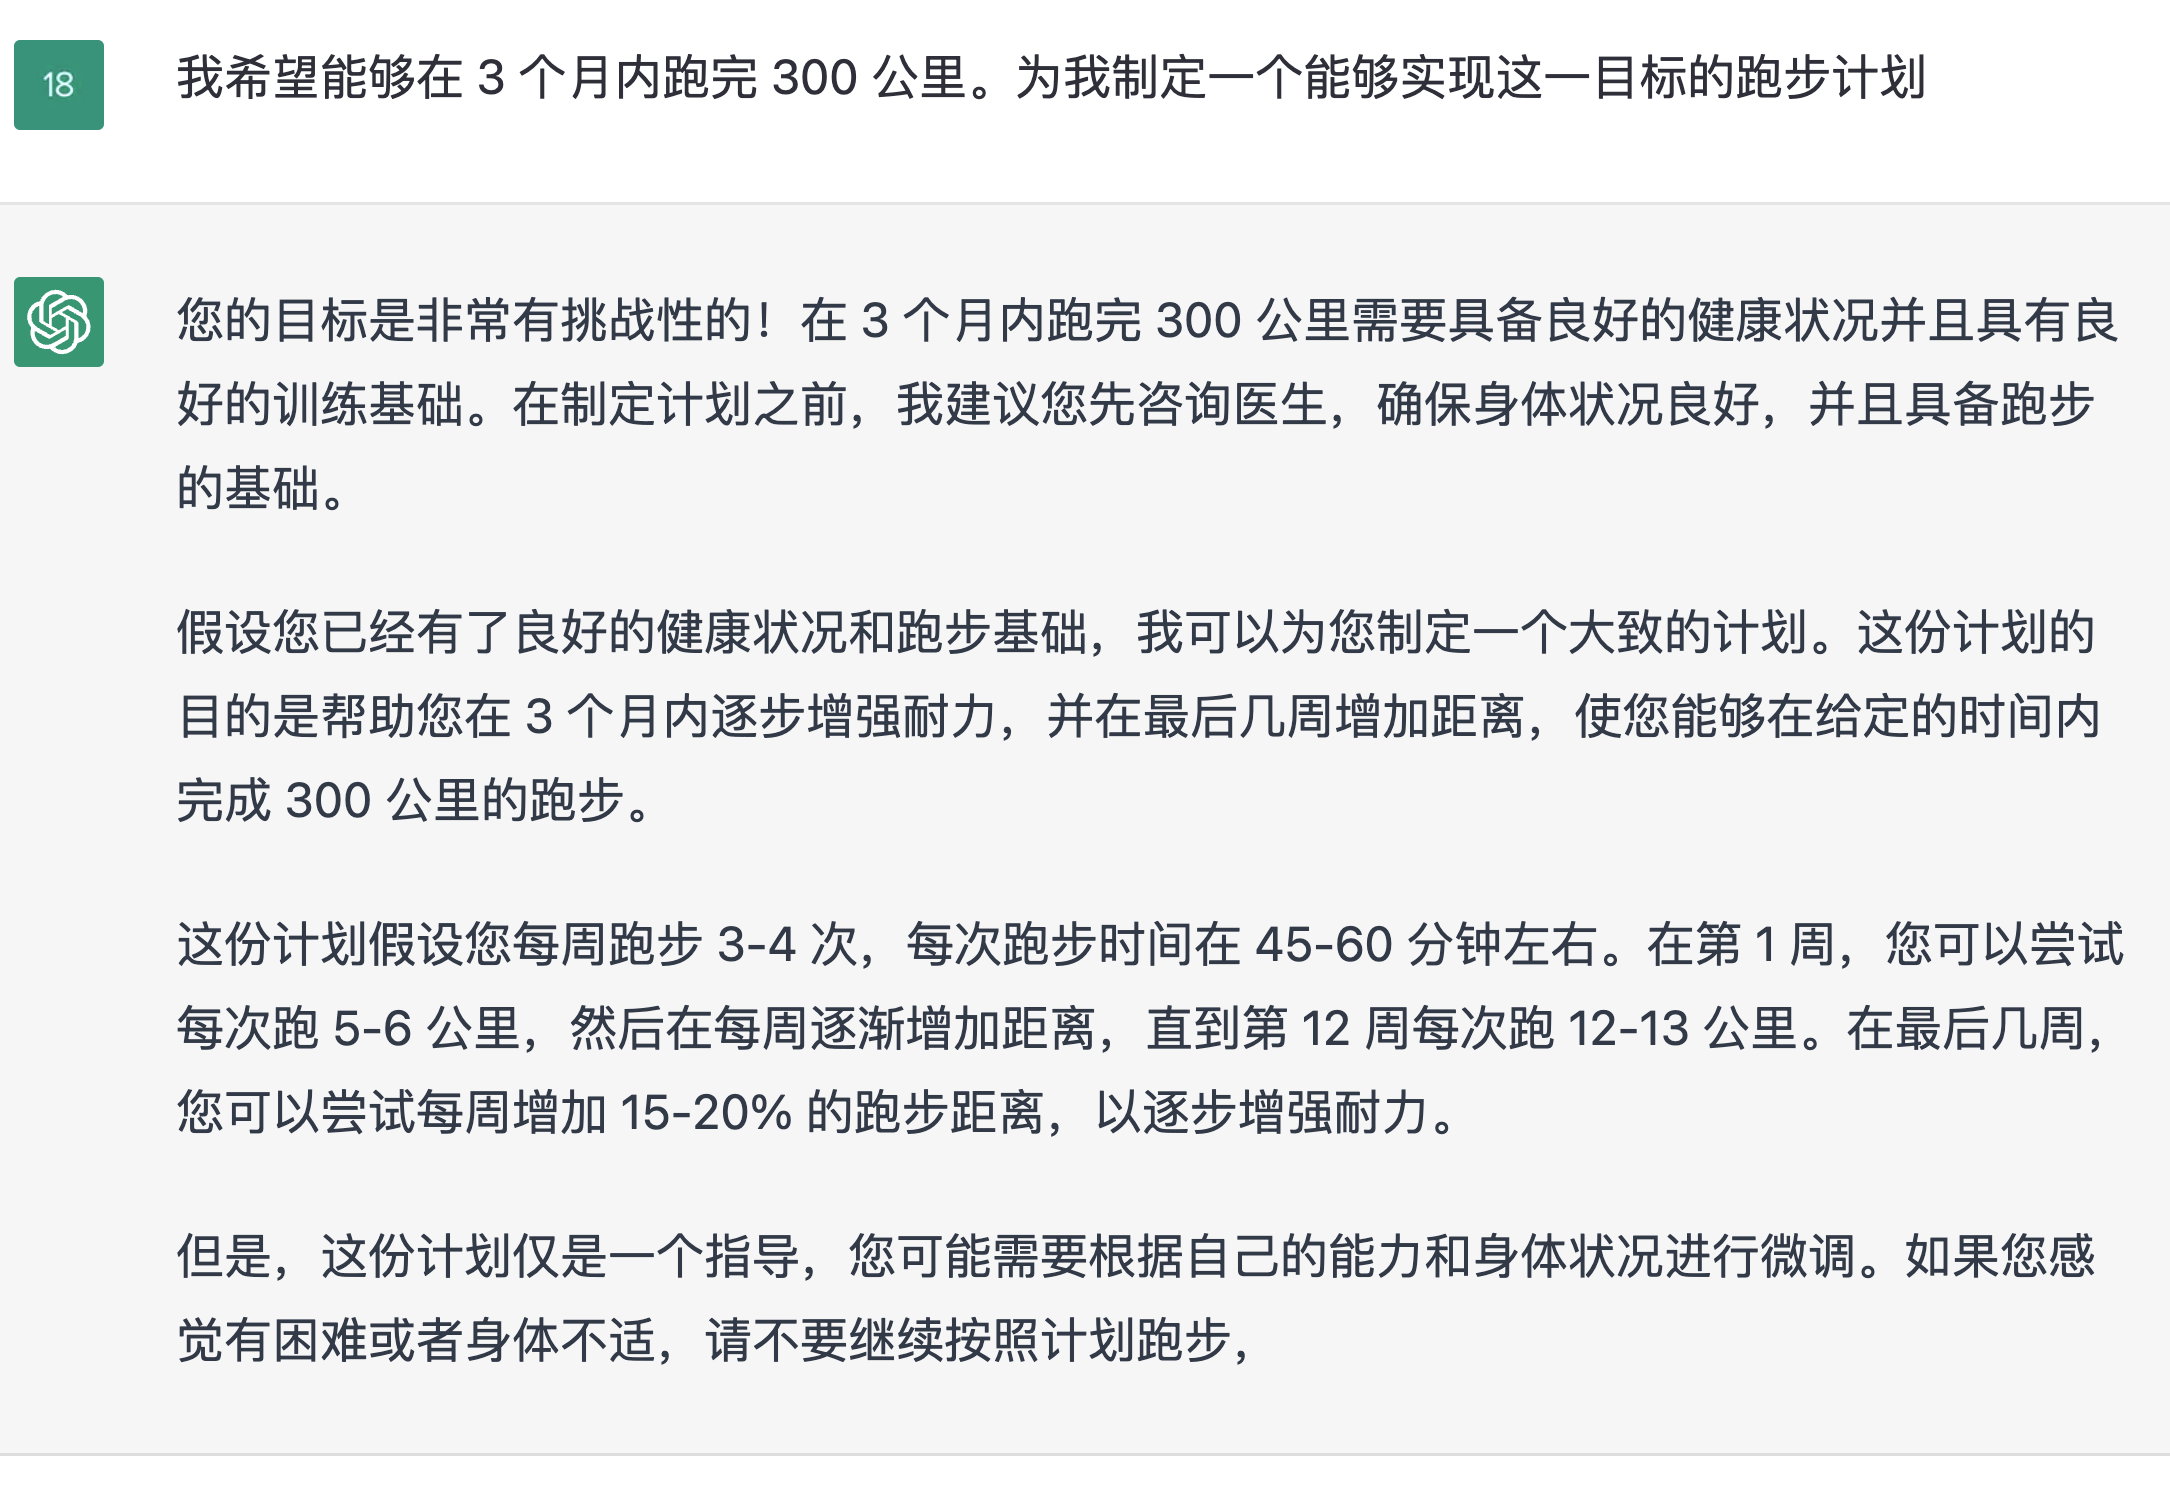 18
我希望能够在 3 个月内跑完 300 公里。为我制定一个能够实现这一目标的跑步计划
您的目标是非常有挑战性的！在 3 个月内跑完 300 公里需要具备良好的健康状况并且具有良
好的训练基础。在制定计划之前，我建议您先咨询医生，确保身体状况良好，并且具备跑步
的基础。
假设您已经有了良好的健康状况和跑步基础，我可以为您制定一个大致的计划。这份计划的
目的是帮助您在 3 个月内逐步增强耐力，并在最后几周增加距离，使您能够在给定的时间内
完成 300 公里的跑步。
这份计划假设您每周跑步 3-4 次，每次跑步时间在 45-60 分钟左右。在第 1 周，您可以尝试
每次跑 5-6 公里，然后在每周逐渐增加距离，直到第 12 周每次跑 12-13 公里。在最后几周，
您可以尝试每周增加 15-20% 的跑步距离，以逐步增强耐力。
但是，这份计划仅是一个指导，您可能需要根据自己的能力和身体状况进行微调。如果您感
觉有困难或者身体不适，请不要继续按照计划跑步，